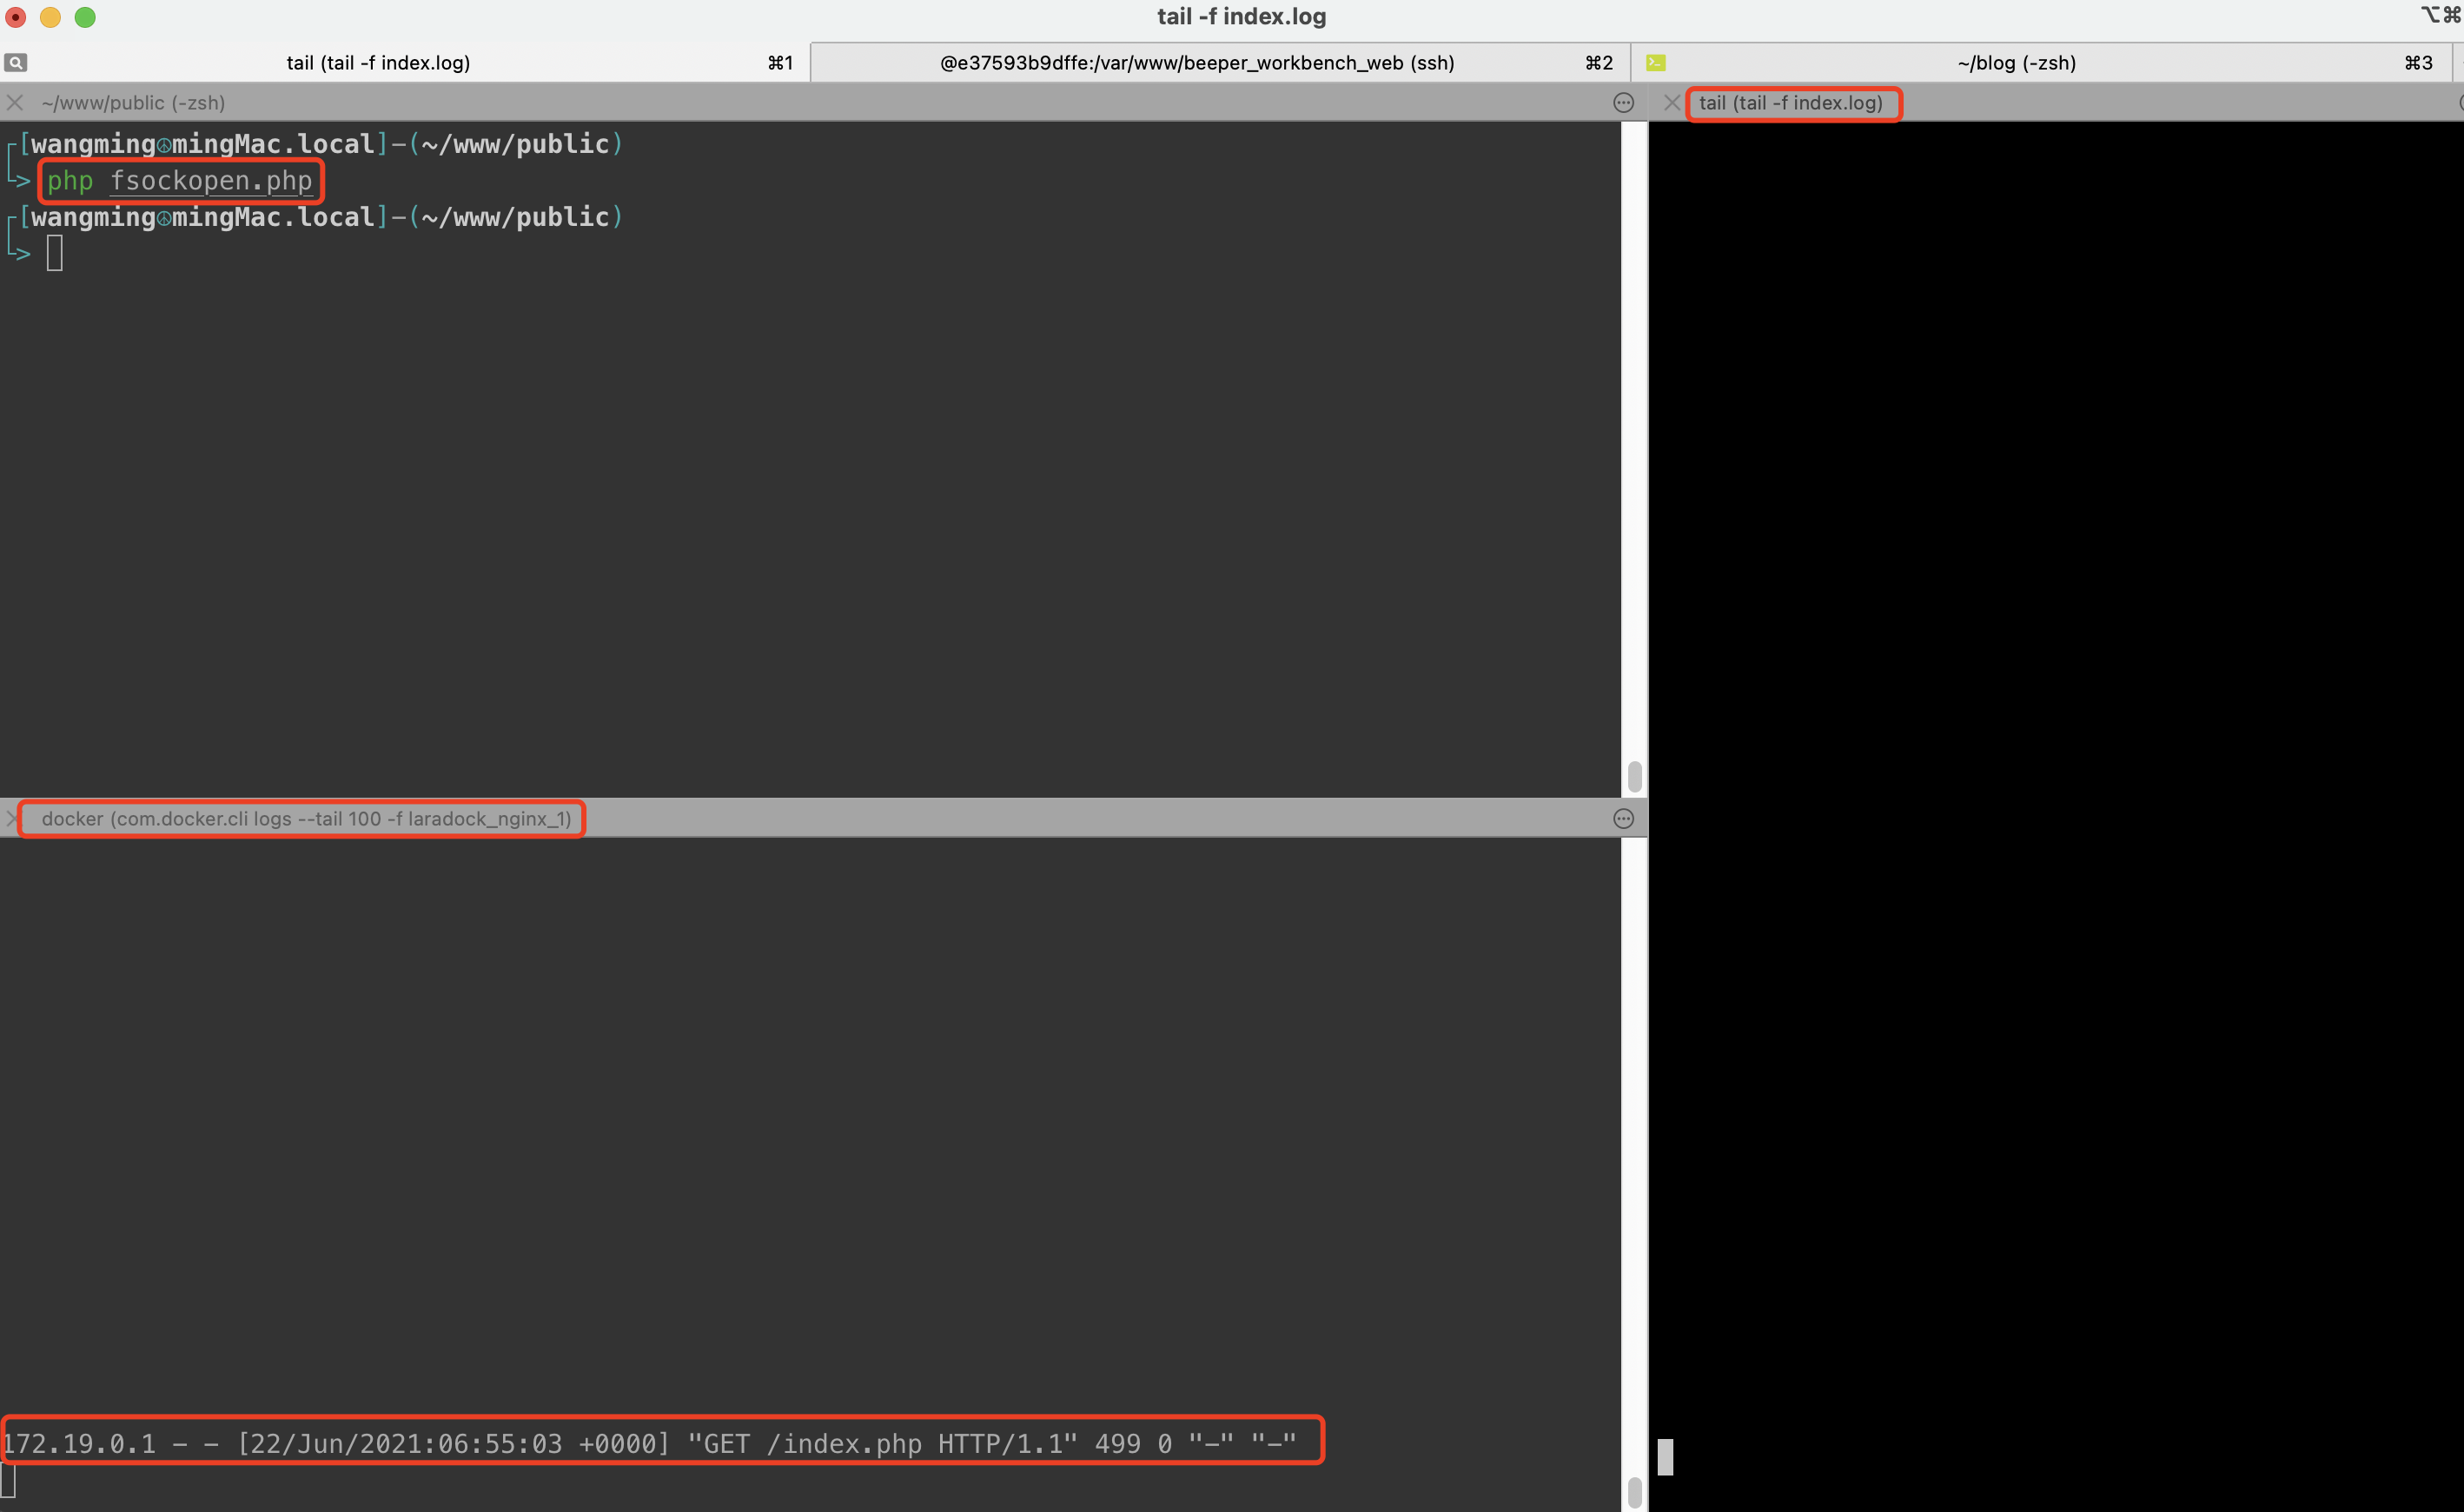 tail -f index.log
⌥⌘
tail (tail -f index.log) ⌘1
@e37593b9dffe:/var/www/beeper_workbench_web (ssh) ⌘2
~/blog (-zsh) ⌘3
~/www/public (-zsh)
tail (tail -f index.log)
[wangming☮mingMac.local]-(~/www/public)
> php fsockopen.php
[wangming☮mingMac.local]-(~/www/public)
>
docker (com.docker.cli logs --tail 100 -f laradock_nginx_1)
172.19.0.1 - - [22/Jun/2021:06:55:03 +0000] "GET /index.php HTTP/1.1" 499 0 "-" "-"